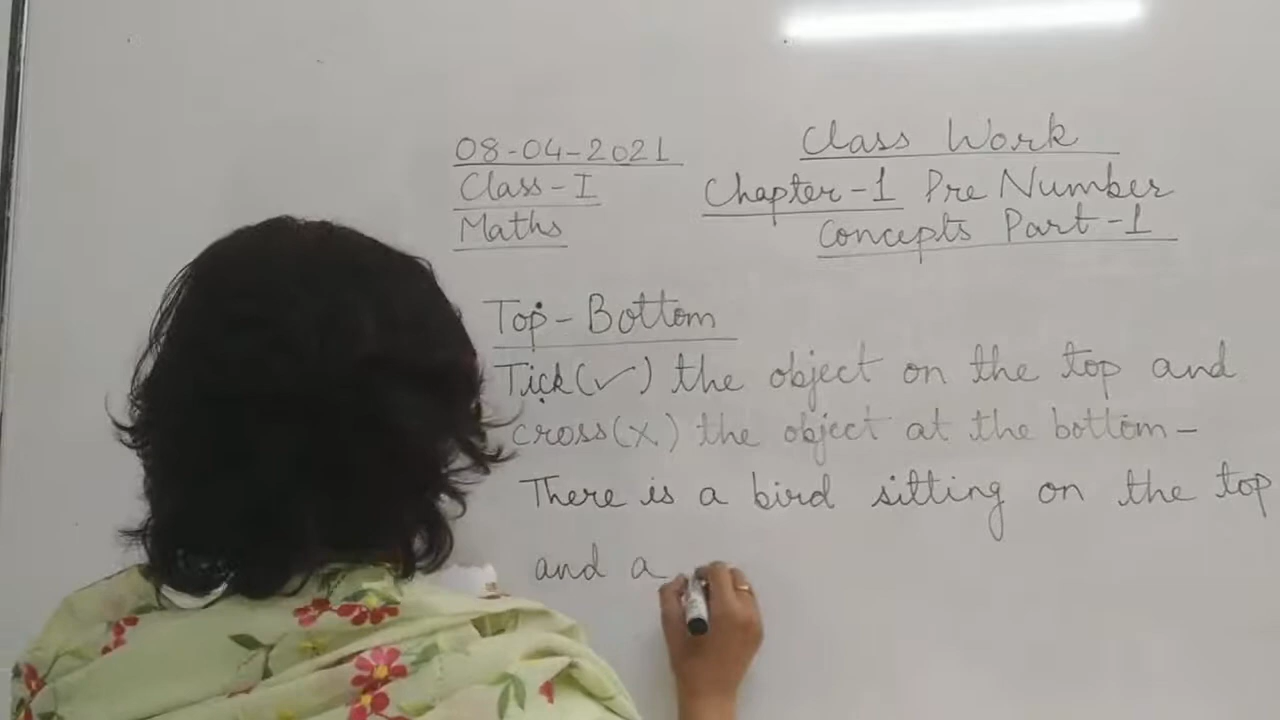 08-04-2021
Class-I
Maths
Class Work
Chapter-1 Pre Number
Concepts Part-1
Top-Bottom
Tick(✓) the object on the top and
cross(X) the object at the bottom-
There is a bird sitting on the top
and a